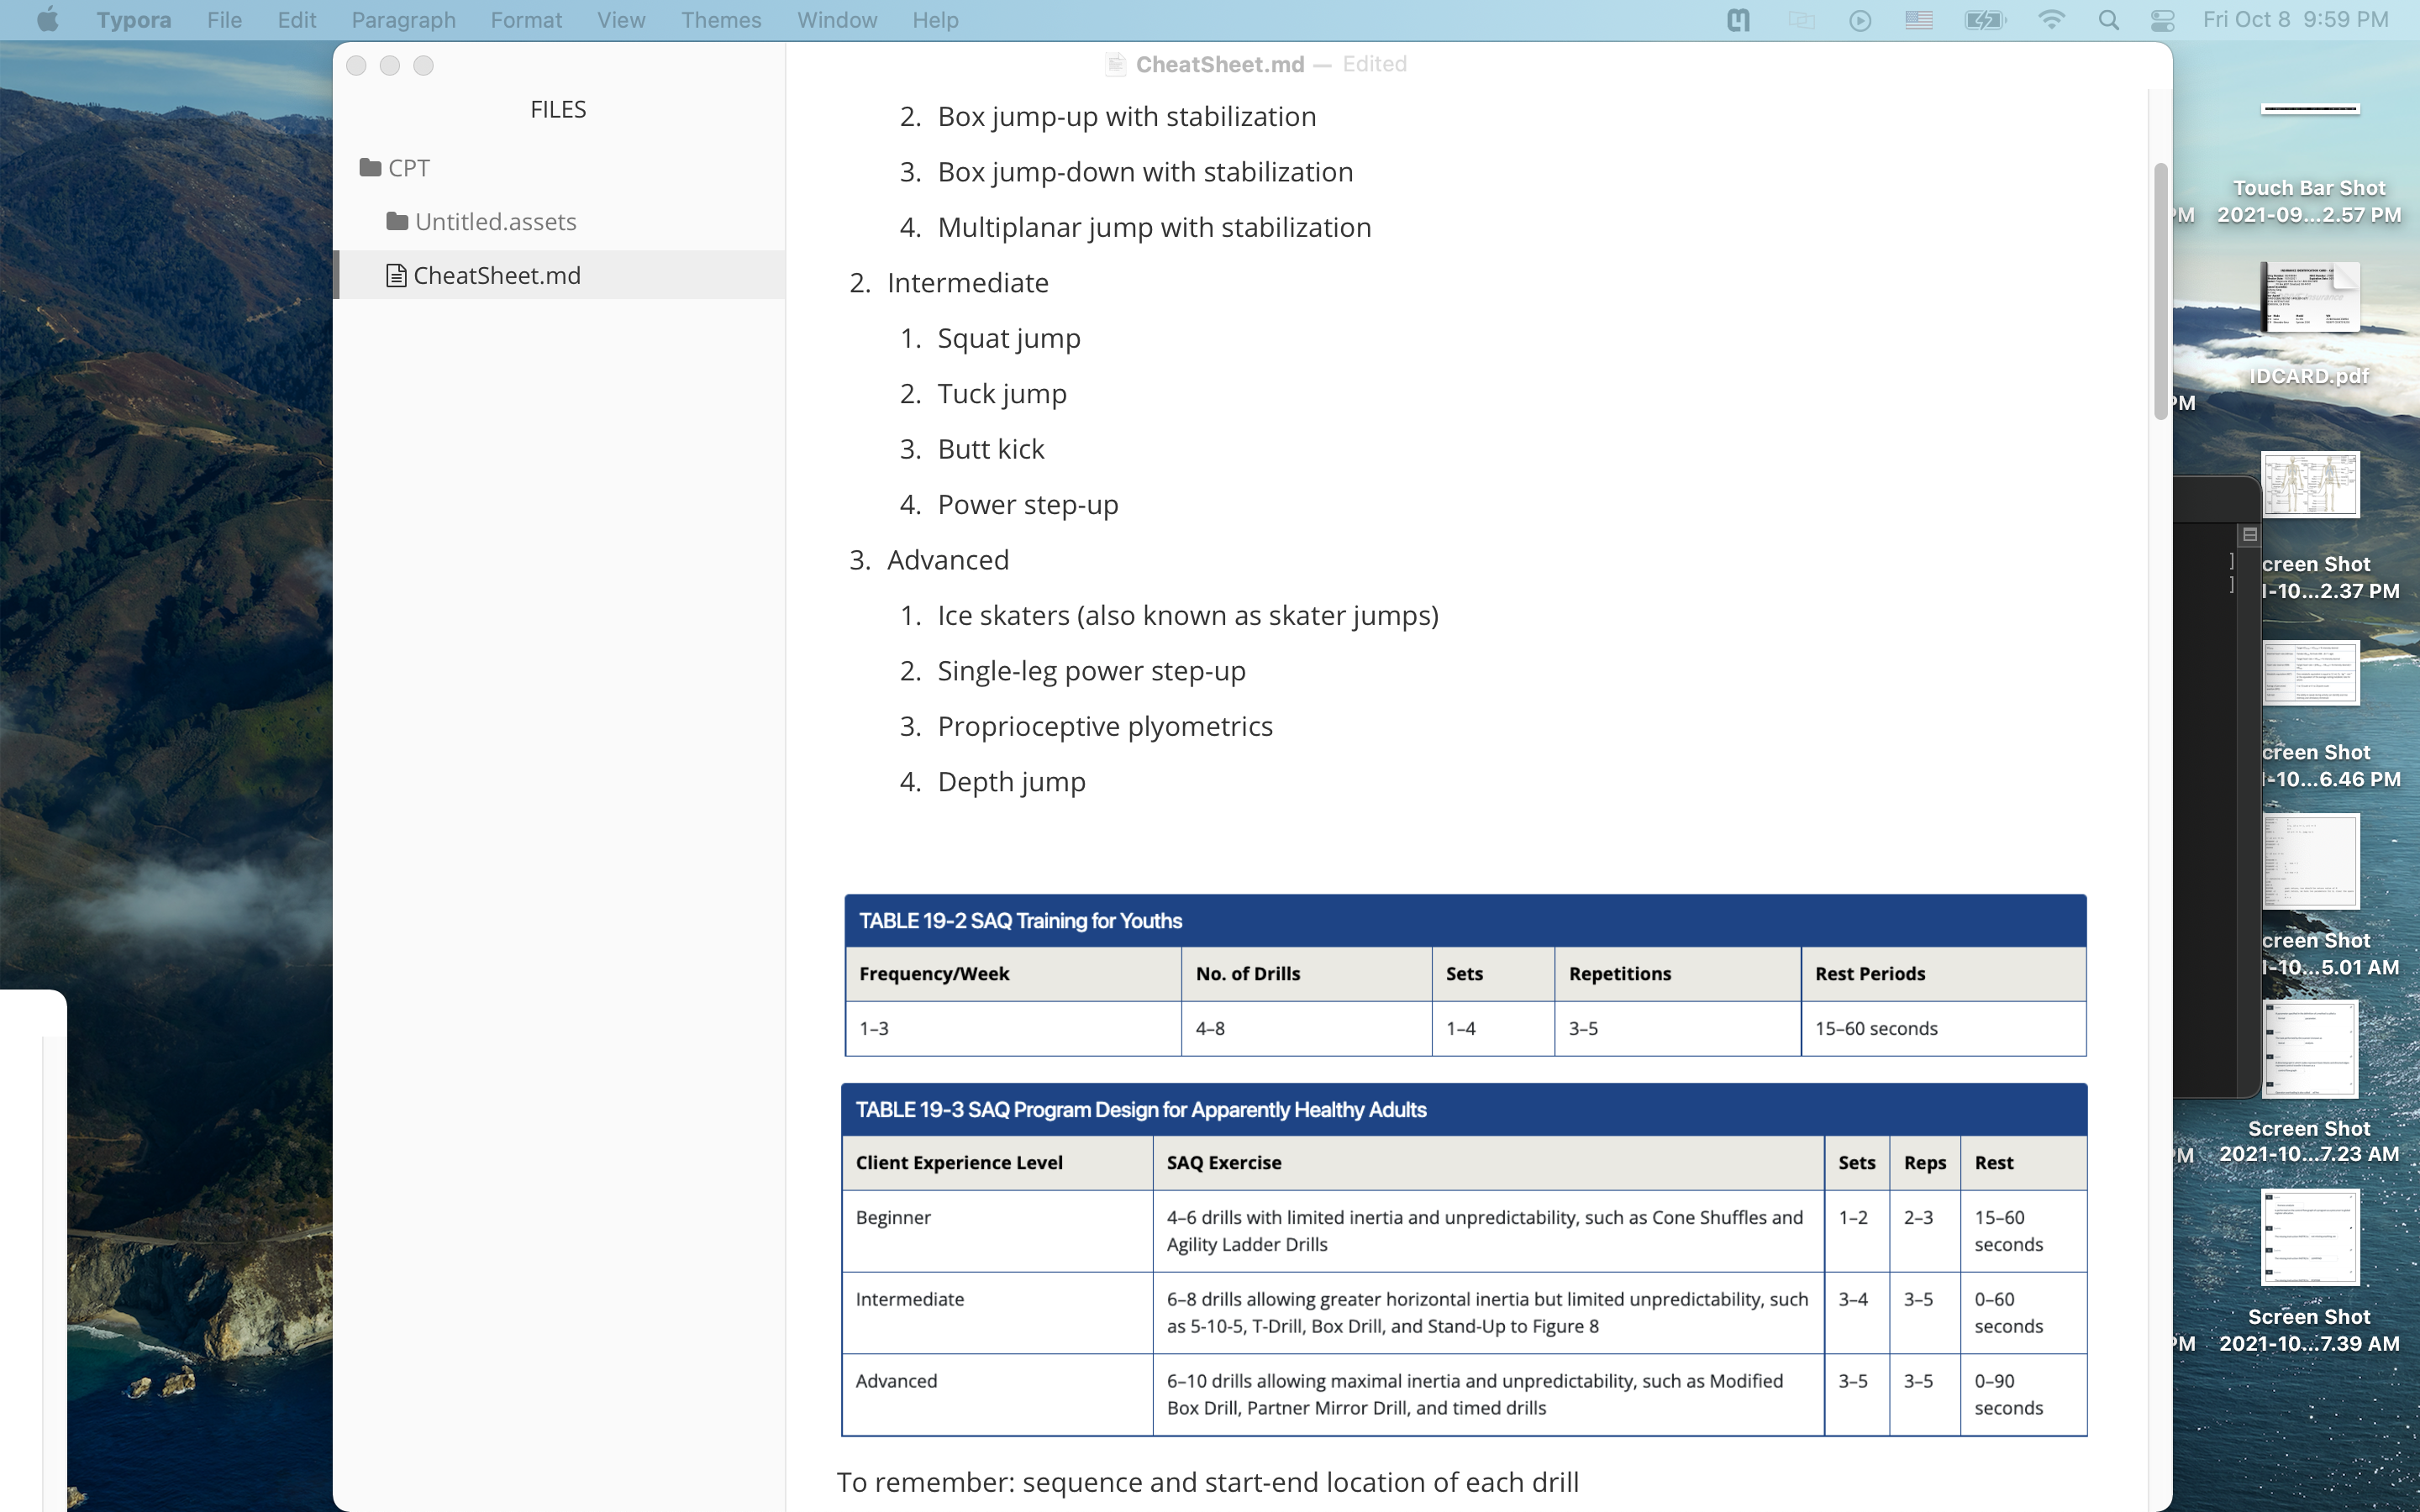 Typora File Edit Paragraph Format View Themes Window Help Fri Oct 8 9:59 PM
CheatSheet.md — Edited
FILES
CPT
Untitled.assets
CheatSheet.md
2. Box jump-up with stabilization
3. Box jump-down with stabilization
4. Multiplanar jump with stabilization
2. Intermediate
1. Squat jump
2. Tuck jump
3. Butt kick
4. Power step-up
3. Advanced
1. Ice skaters (also known as skater jumps)
2. Single-leg power step-up
3. Proprioceptive plyometrics
4. Depth jump
TABLE 19-2 SAQ Training for Youths
Frequency/Week No. of Drills Sets Repetitions Rest Periods
1–3 4–8 1–4 3–5 15–60 seconds
TABLE 19-3 SAQ Program Design for Apparently Healthy Adults
Client Experience Level SAQ Exercise Sets Reps Rest
Beginner 4–6 drills with limited inertia and unpredictability, such as Cone Shuffles and 1–2 2–3 15–60
Agility Ladder Drills seconds
Intermediate 6–8 drills allowing greater horizontal inertia but limited unpredictability, such 3–4 3–5 0–60
as 5-10-5, T-Drill, Box Drill, and Stand-Up to Figure 8 seconds
Advanced 6–10 drills allowing maximal inertia and unpredictability, such as Modified 3–5 3–5 0–90
Box Drill, Partner Mirror Drill, and timed drills seconds
To remember: sequence and start-end location of each drill
Touch Bar Shot
PM 2021-09...2.57 PM
IDCARD.pdf
PM
creen Shot
1-10...2.37 PM
creen Shot
1-10...6.46 PM
creen Shot
1-10...5.01 AM
Screen Shot
PM 2021-10...7.23 AM
Screen Shot
PM 2021-10...7.39 AM